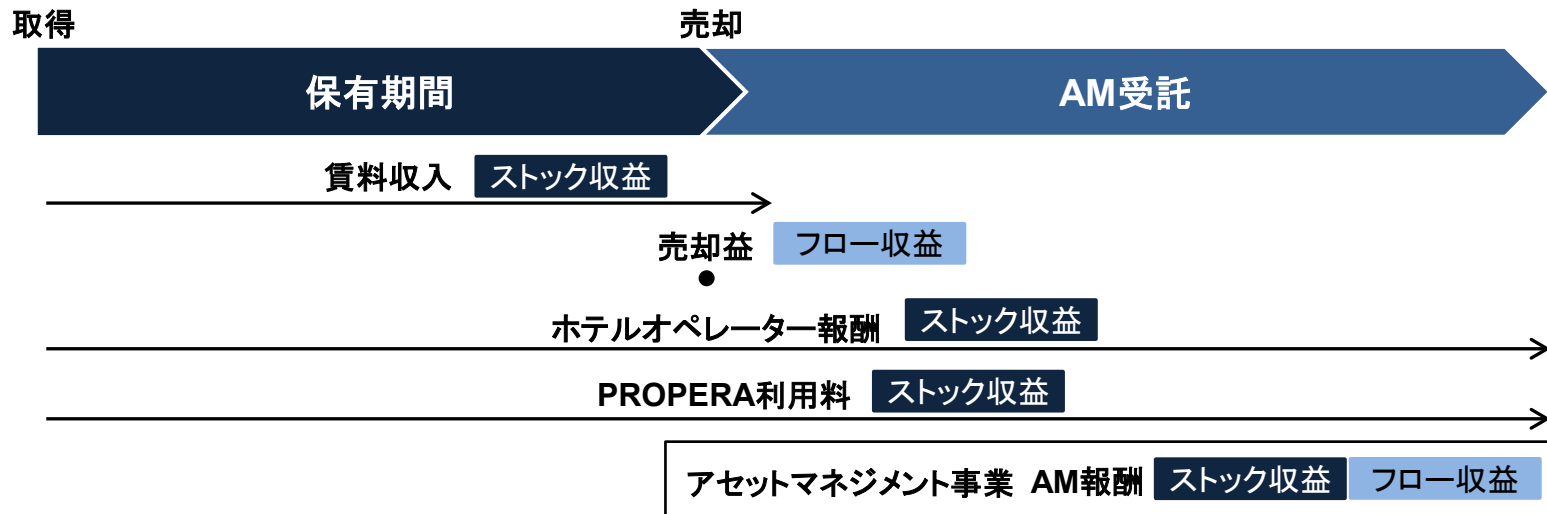 取得
売却
保有期間
AM受託
賃料収入 ストック収益
売却益 フロー収益
ホテルオペレーター報酬 ストック収益
PROPERA利用料 ストック収益
アセットマネジメント事業 AM報酬 ストック収益 フロー収益